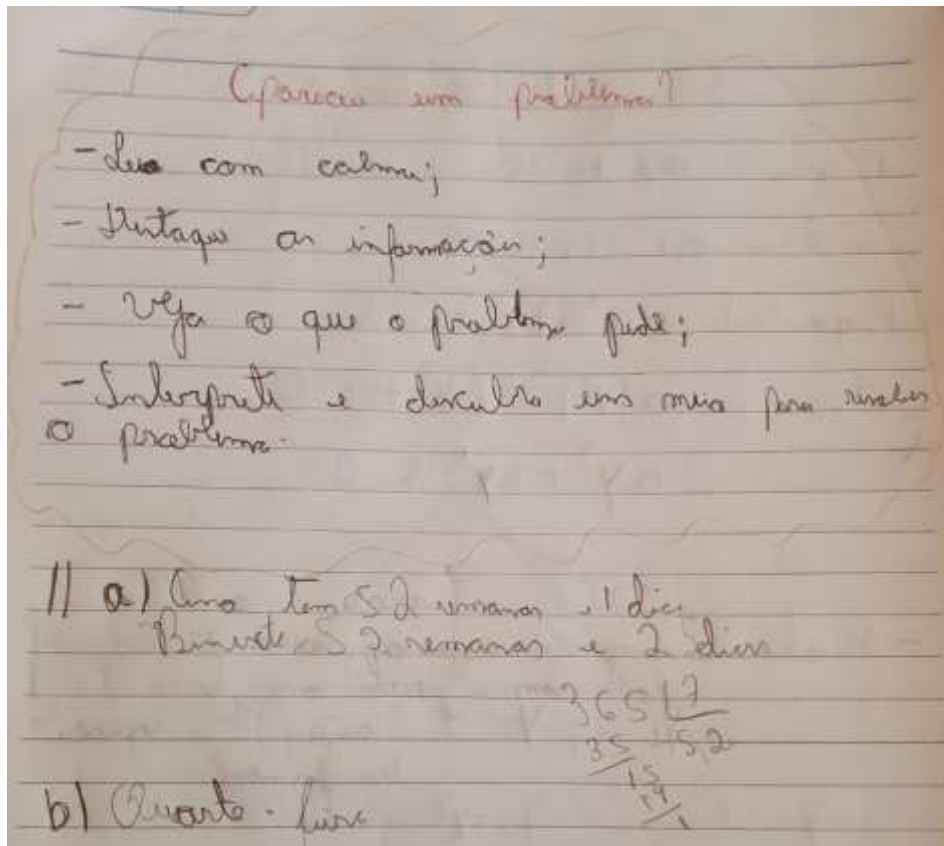 Apareceu um problema?
- Leia com calma;
- Destaque as informações;
- Veja o que o problema pede;
- Interprete e descubra um meio para resolver
o problema.
11 a) Ano tem 52 semanas e 1 dia
Bissexto 52 semanas e 2 dias
365 7
35 52
15
14
1
b) Quarta-feira